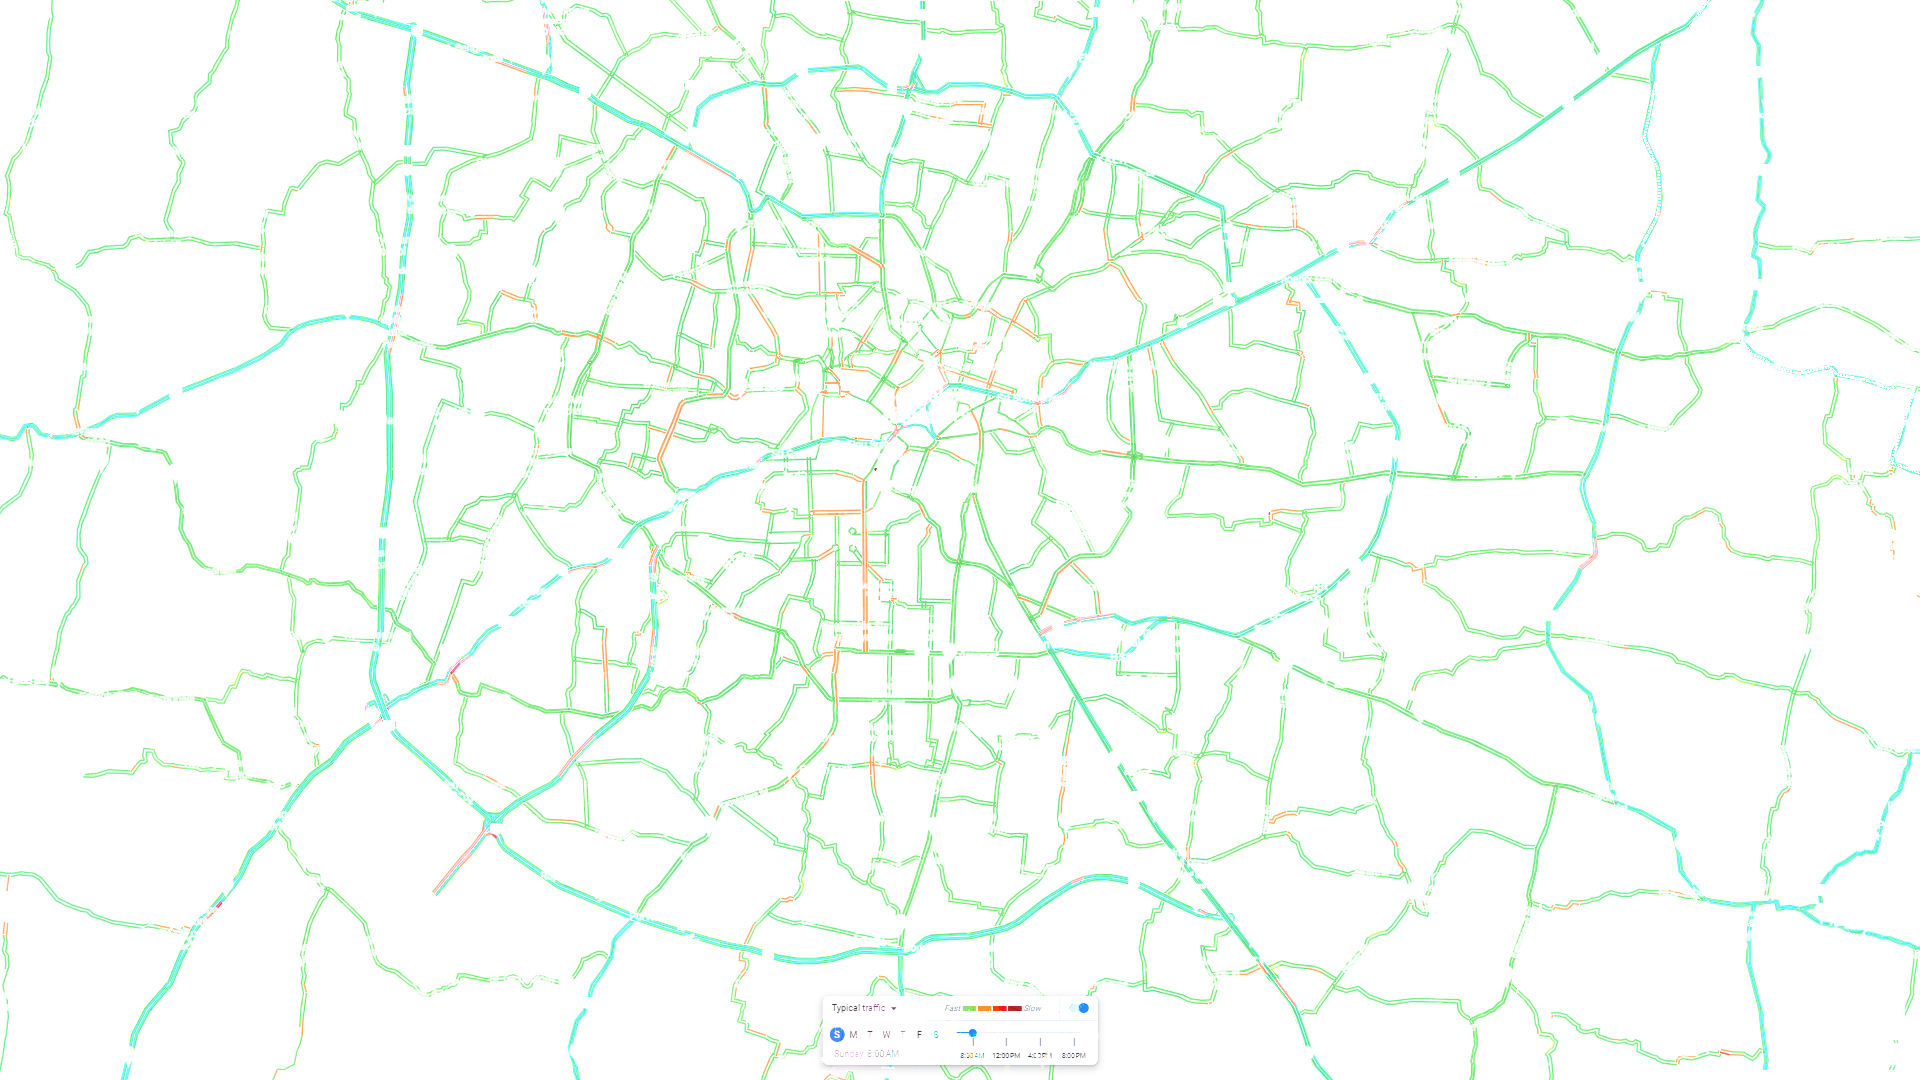 Typical traffic
Fast Slow
S M T W T F S
Sunday 8:00 AM
8:00 AM 12:00 PM 4:00 PM 8:00 PM